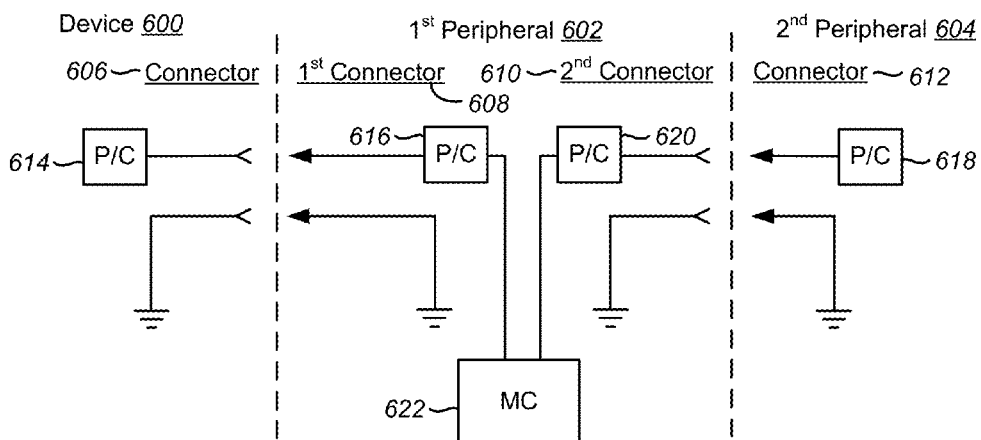 Device 600
1st Peripheral 602
2nd Peripheral 604
606 Connector
1st Connector
608
610 2nd Connector
Connector 612
614 P/C
616 P/C
P/C 620
P/C 618
622 MC